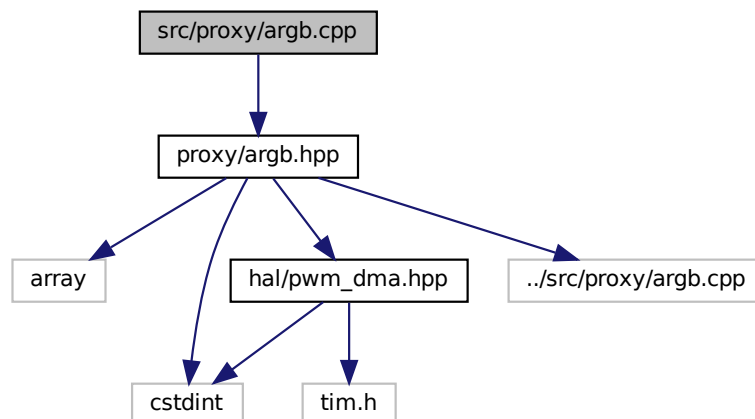 src/proxy/argb.cpp
proxy/argb.hpp
array
hal/pwm_dma.hpp
../src/proxy/argb.cpp
cstdint
tim.h